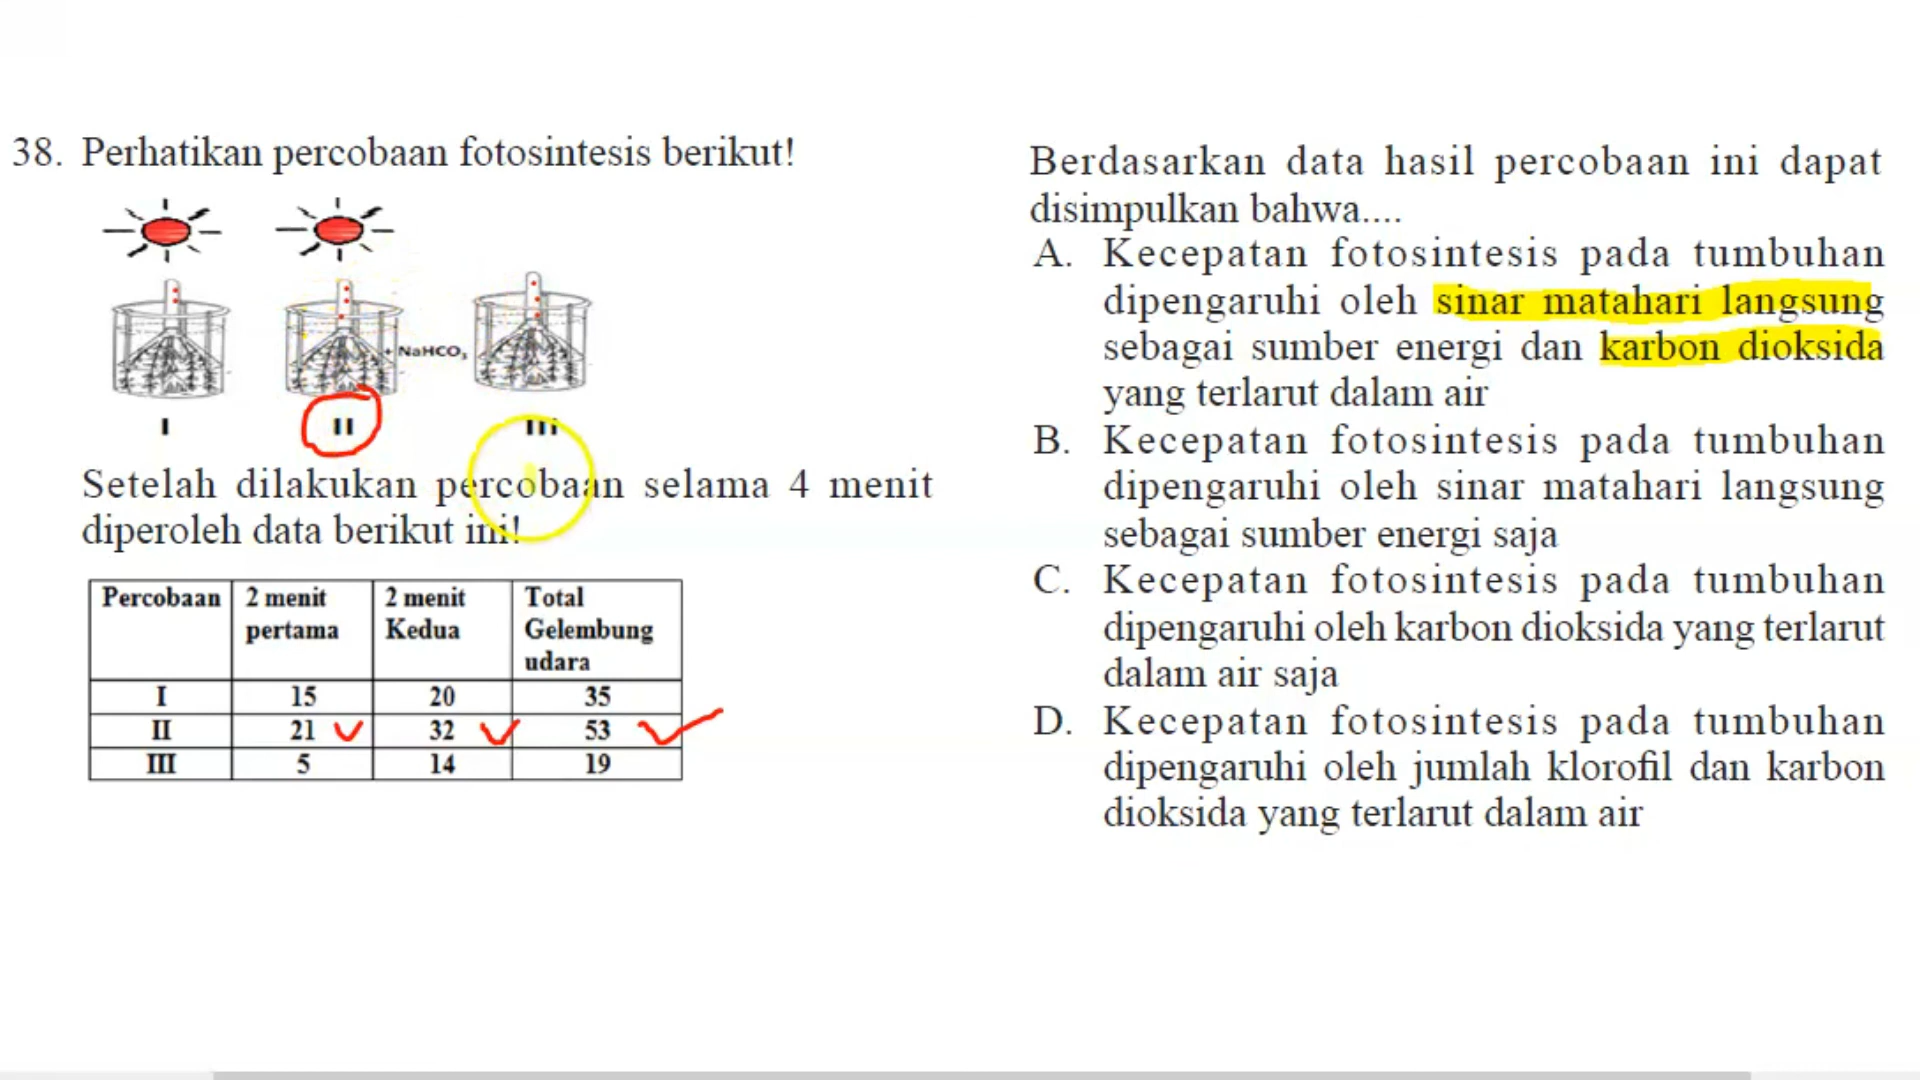 38. Perhatikan percobaan fotosintesis berikut!
+ NaHCO₃
I II III
Setelah dilakukan percobaan selama 4 menit
diperoleh data berikut ini!
Percobaan 2 menit pertama 2 menit Kedua Total Gelembung udara
I 15 20 35
II 21 32 53
III 5 14 19
Berdasarkan data hasil percobaan ini dapat
disimpulkan bahwa....
A. Kecepatan fotosintesis pada tumbuhan
dipengaruhi oleh sinar matahari langsung
sebagai sumber energi dan karbon dioksida
yang terlarut dalam air
B. Kecepatan fotosintesis pada tumbuhan
dipengaruhi oleh sinar matahari langsung
sebagai sumber energi saja
C. Kecepatan fotosintesis pada tumbuhan
dipengaruhi oleh karbon dioksida yang terlarut
dalam air saja
D. Kecepatan fotosintesis pada tumbuhan
dipengaruhi oleh jumlah klorofil dan karbon
dioksida yang terlarut dalam air